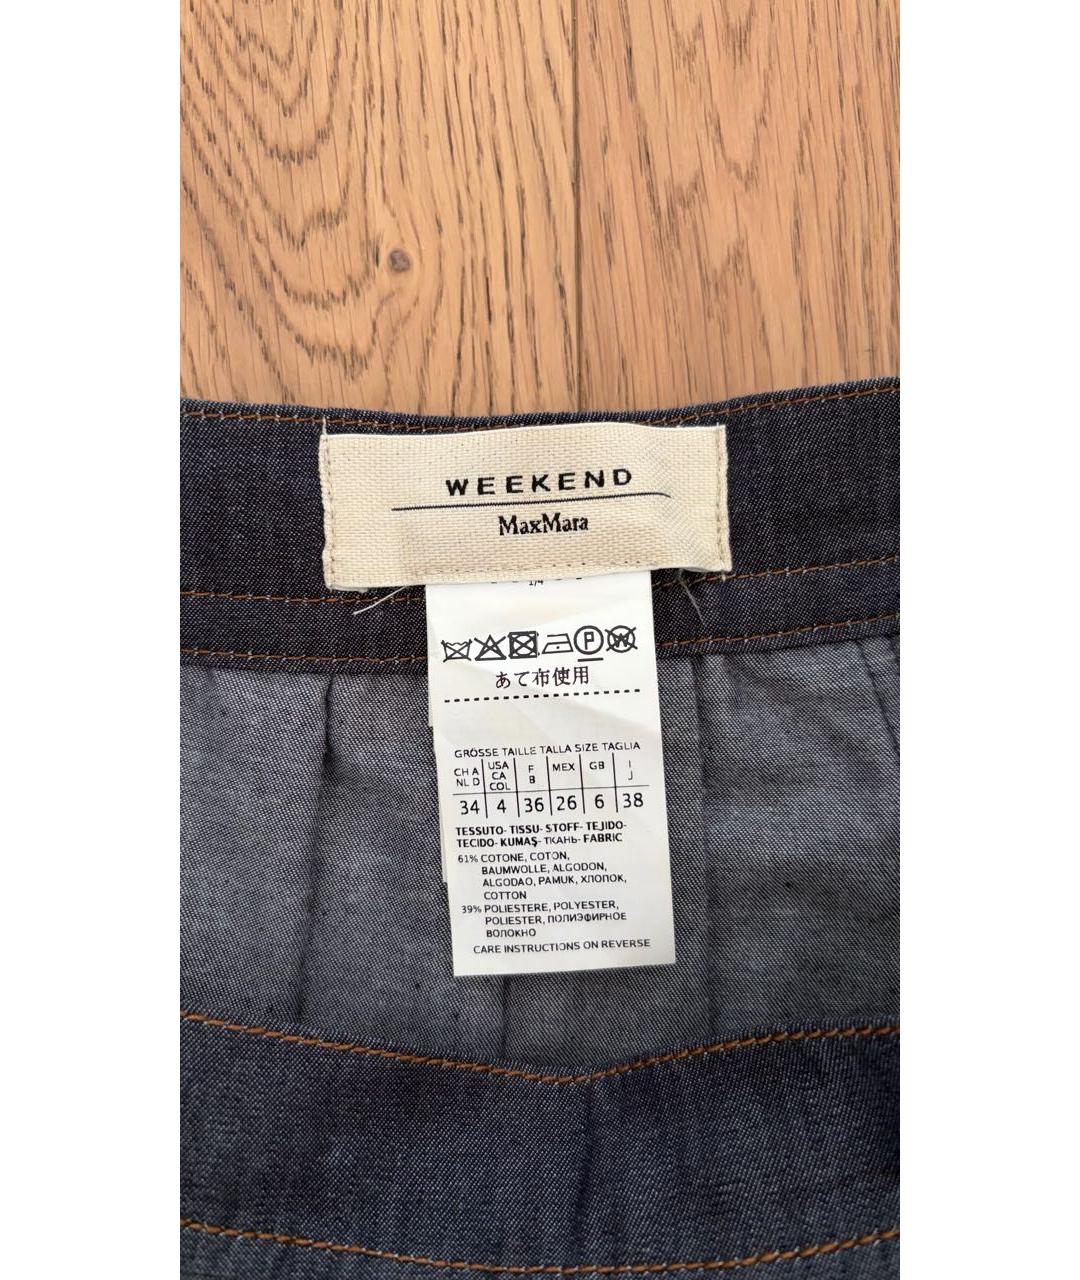 WEEKEND
MaxMara
1/4
P W
あて布使用
GRÖSSE TAILLE TALLA SIZE TAGLIA
CH A NL D USA CA COL F B MEX GB I J
34 4 36 26 6 38
TESSUTO- TISSU- STOFF- TEJIDO-
TECIDO- KUMAŞ- ТКАНЬ- FABRIC
61% COTONE, COTON,
BAUMWOLLE, ALGODON,
ALGODAO, PAMUK, ХЛОПОК,
COTTON
39% POLIESTERE, POLYESTER,
POLIESTER, ПОЛИЭФИРНОЕ
ВОЛОКНО
CARE INSTRUCTIONS ON REVERSE